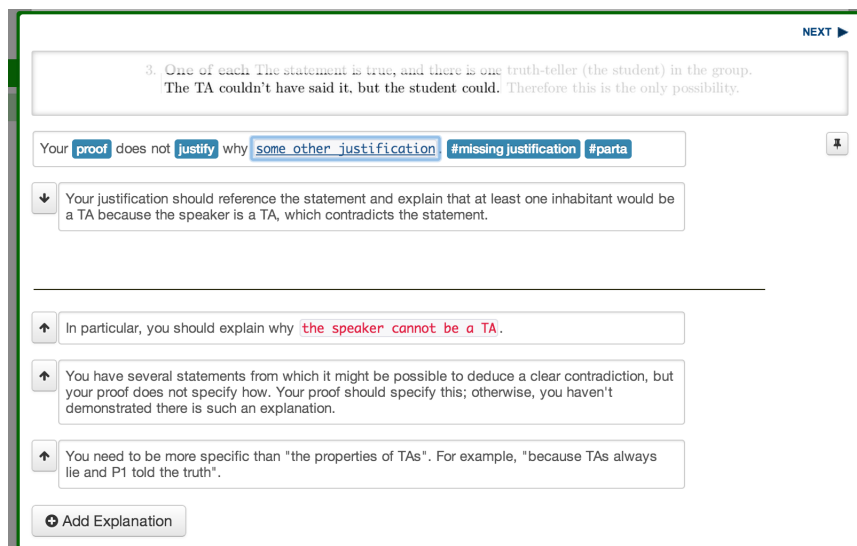 NEXT
3. One of each The statement is true, and there is one truth-teller (the student) in the group.
The TA couldn't have said it, but the student could. Therefore this is the only possibility.
Your proof does not justify why some other justification. #missing justification #parta
Your justification should reference the statement and explain that at least one inhabitant would be
a TA because the speaker is a TA, which contradicts the statement.
In particular, you should explain why the speaker cannot be a TA.
You have several statements from which it might be possible to deduce a clear contradiction, but
your proof does not specify how. Your proof should specify this; otherwise, you haven't
demonstrated there is such an explanation.
You need to be more specific than "the properties of TAs". For example, "because TAs always
lie and P1 told the truth".
Add Explanation